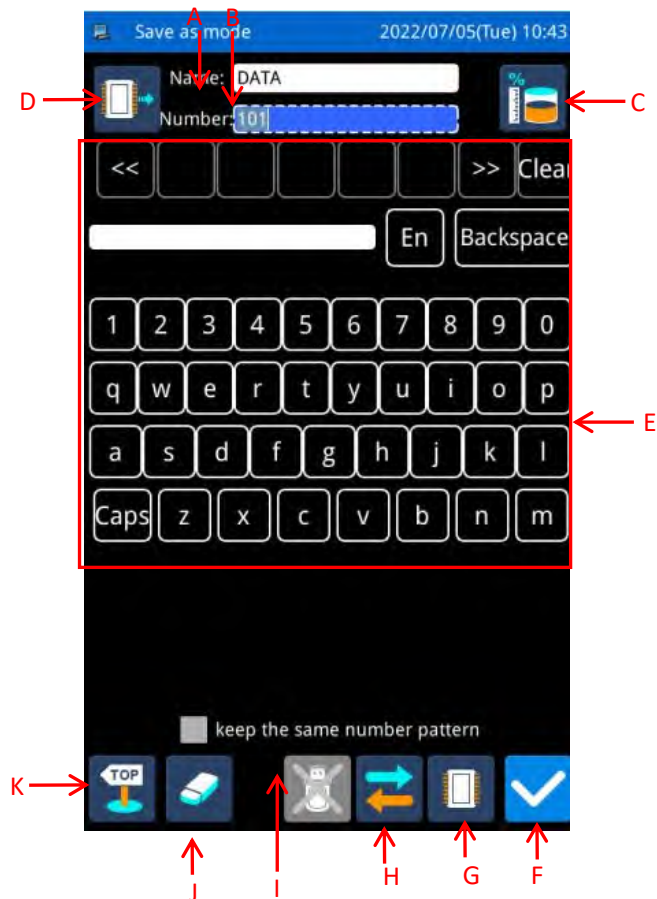 A B
Save as mode 2022/07/05(Tue) 10:43
D Name: DATA C
Number: 101
%
<< >> Clear
En Backspace
1 2 3 4 5 6 7 8 9 0
q w e r t y u i o p
E
a s d f g h j k l
Caps z x c v b n m
keep the same number pattern
K TOP
J I H G F